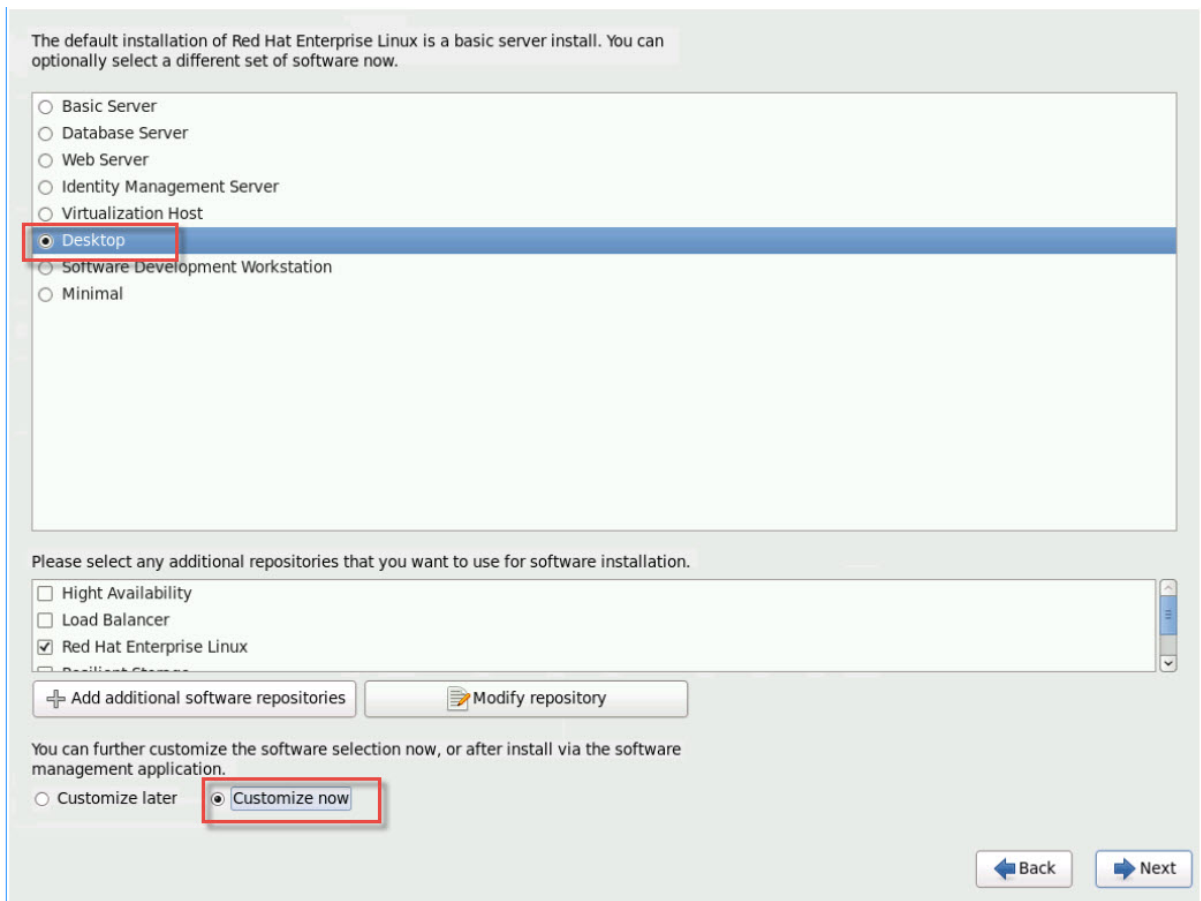 The default installation of Red Hat Enterprise Linux is a basic server install. You can
optionally select a different set of software now.
Basic Server
Database Server
Web Server
Identity Management Server
Virtualization Host
Desktop
Software Development Workstation
Minimal
Please select any additional repositories that you want to use for software installation.
Hight Availability
Load Balancer
Red Hat Enterprise Linux
Resilient Storage
Add additional software repositories
Modify repository
You can further customize the software selection now, or after install via the software
management application.
Customize later
Customize now
Back
Next